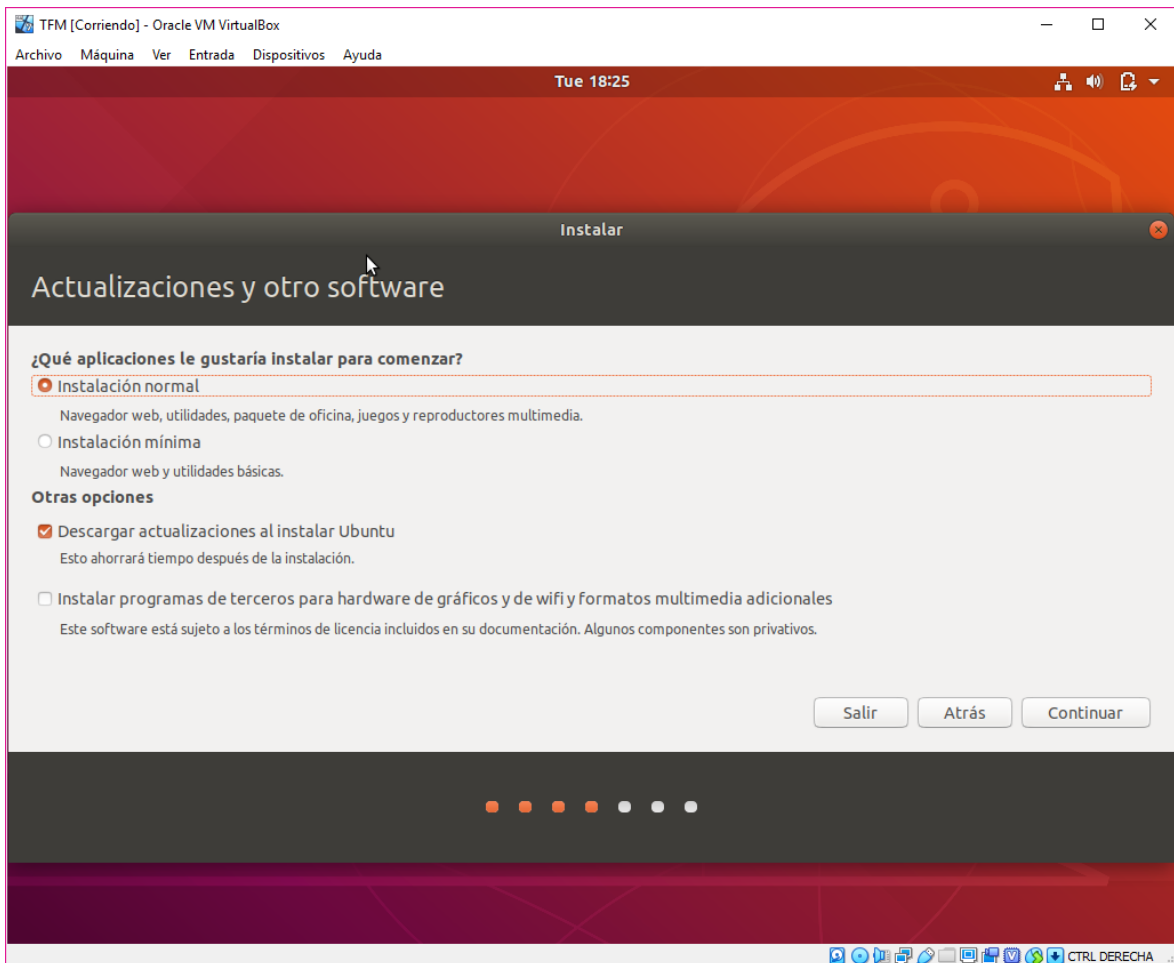 TFM [Corriendo] - Oracle VM VirtualBox
Archivo Máquina Ver Entrada Dispositivos Ayuda
Tue 18:25
Instalar
Actualizaciones y otro software
¿Qué aplicaciones le gustaría instalar para comenzar?
Instalación normal
Navegador web, utilidades, paquete de oficina, juegos y reproductores multimedia.
Instalación mínima
Navegador web y utilidades básicas.
Otras opciones
Descargar actualizaciones al instalar Ubuntu
Esto ahorrará tiempo después de la instalación.
Instalar programas de terceros para hardware de gráficos y de wifi y formatos multimedia adicionales
Este software está sujeto a los términos de licencia incluidos en su documentación. Algunos componentes son privativos.
Salir Atrás Continuar
CTRL DERECHA